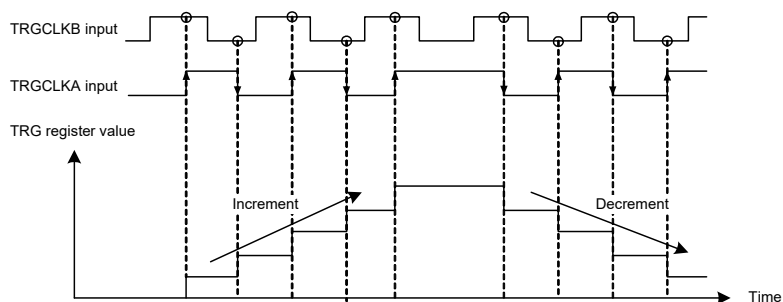 TRGCLKB input
TRGCLKA input
TRG register value
Increment
Decrement
Time